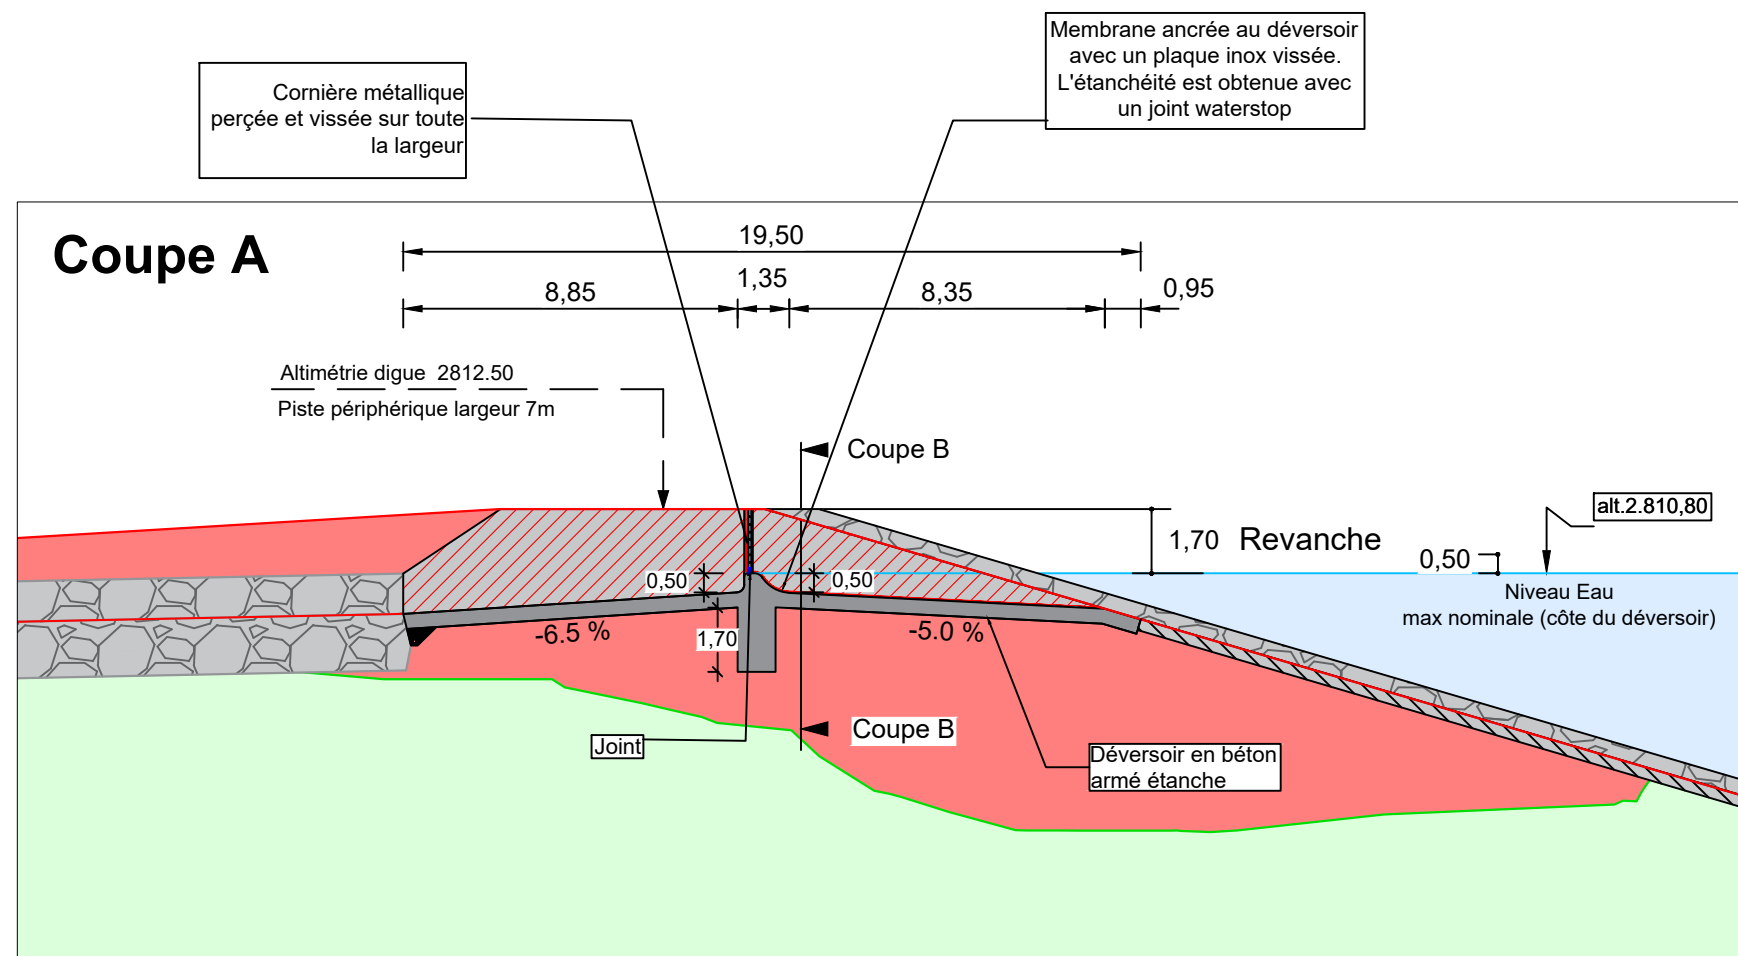 Membrane ancrée au déversoir
avec un plaque inox vissée.
L'étanchéité est obtenue avec
un joint waterstop
Cornière métallique
perçée et vissée sur toute
la largeur
Coupe A
19,50
8,85
1,35
8,35
0,95
Altimétrie digue 2812.50
Piste périphérique largeur 7m
Coupe B
alt.2.810,80
1,70 Revanche
0,50
Niveau Eau
max nominale (côte du déversoir)
0,50
0,50
1,70
-6.5 %
-5.0 %
Coupe B
Joint
Déversoir en béton
armé étanche